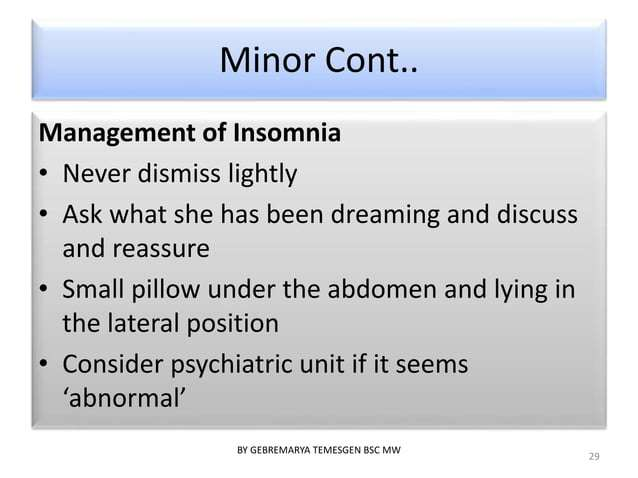 Minor Cont..
Management of Insomnia
• Never dismiss lightly
• Ask what she has been dreaming and discuss
and reassure
• Small pillow under the abdomen and lying in
the lateral position
• Consider psychiatric unit if it seems
‘abnormal’
BY GEBREMARYA TEMESGEN BSC MW
29